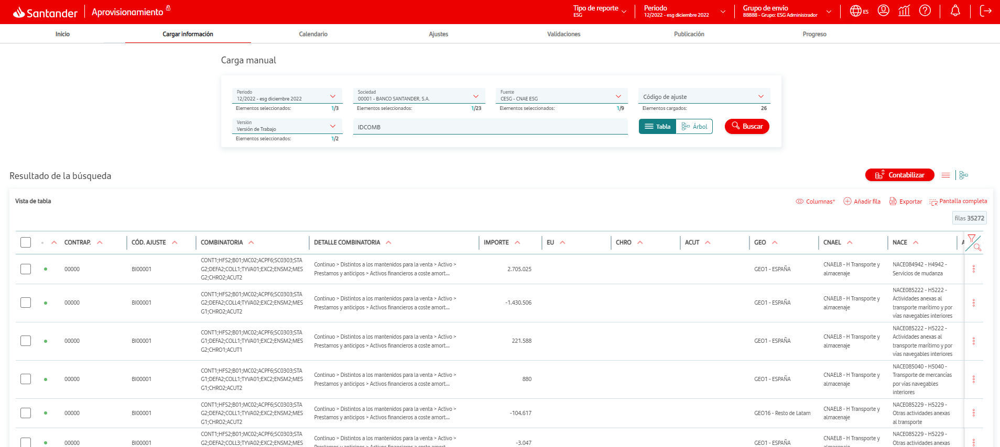 Santander
Aprovisionamiento
Tipo de reporte
ESG
Periodo
12/2022 - esg diciembre 2022
Grupo de envío
88888 - Grupo: ESG Administrador
ES
Inicio
Cargar información
Calendario
Ajustes
Validaciones
Publicación
Progreso
Carga manual
Periodo
12/2022 - esg diciembre 2022
Elementos seleccionados: 1/3
Sociedad
00001 - BANCO SANTANDER, S.A.
Elementos seleccionados: 1/23
Fuente
CESG - CNAE ESG
Elementos seleccionados: 1/9
Código de ajuste
Elementos cargados: 26
Versión
Versión de Trabajo
Elementos seleccionados: 1/2
IDCOMB
Tabla
Árbol
Buscar
Resultado de la búsqueda
Contabilizar
Vista de tabla
Columnas*
Añadir fila
Exportar
Pantalla completa
filas 35272
CONTRAP. CÓD. AJUSTE COMBINATORIA DETALLE COMBINATORIA IMPORTE EU CHRO ACUT GEO CNAEL NACE
00000
BI00001
CONT1;HFS2;B01;MC02;ACPF6;SC0303;STA
G2;DEFA2;COLL1;TYVA01;EXC2;ENSM2;MES
G1;CHRO2;ACUT2
Continuo > Distintos a los mantenidos para la venta > Activo >
Prestamos y anticipos > Activos financieros a coste amort...
2.705.025
GEO1 - ESPAÑA
CNAEL8 - H Transporte y
almacenaje
NACE084942 - H4942 -
Servicios de mudanza
00000
BI00001
CONT1;HFS2;B01;MC02;ACPF6;SC0303;STA
G2;DEFA2;COLL4;TYVA02;EXC2;ENSM2;MES
G1;CHRO2;ACUT2
Continuo > Distintos a los mantenidos para la venta > Activo >
Prestamos y anticipos > Activos financieros a coste amort...
-1.430.506
GEO1 - ESPAÑA
CNAEL8 - H Transporte y
almacenaje
NACE085222 - H5222 -
Actividades anexas al
transporte marítimo y por
vías navegables interiores
00000
BI00001
CONT1;HFS2;B01;MC02;ACPF6;SC0303;STA
G1;DEFA2;COLL1;TYVA01;EXC2;ENSM2;MES
G2;CHRO1;ACUT1
Continuo > Distintos a los mantenidos para la venta > Activo >
Prestamos y anticipos > Activos financieros a coste amort...
221.588
GEO1 - ESPAÑA
CNAEL8 - H Transporte y
almacenaje
NACE085222 - H5222 -
Actividades anexas al
transporte marítimo y por
vías navegables interiores
00000
BI00001
CONT1;HFS2;B01;MC02;ACPF6;SC0303;STA
G1;DEFA2;COLL1;TYVA01;EXC2;ENSM2;MES
G1;CHRO2;ACUT2
Continuo > Distintos a los mantenidos para la venta > Activo >
Prestamos y anticipos > Activos financieros a coste amort...
880
GEO1 - ESPAÑA
CNAEL8 - H Transporte y
almacenaje
NACE085040 - H5040 -
Transporte de mercancías
por vías navegables
interiores
00000
BI00001
CONT1;HFS2;B01;MC02;ACPF6;SC0303;STA
G2;DEFA2;COLL1;TYVA02;EXC2;ENSM2;MES
G1;CHRO2;ACUT2
Continuo > Distintos a los mantenidos para la venta > Activo >
Prestamos y anticipos > Activos financieros a coste amort...
-104.617
GEO16 - Resto de Latam
CNAEL8 - H Transporte y
almacenaje
NACE085229 - H5229 -
Otras actividades anexas
al transporte
00000
BI00001
CONT1;HFS2;B01;MC02;ACPF6;SC0303;STA
G2;DEFA2;COLL3;TYVA02;EXC2;ENSM2;MES
Continuo > Distintos a los mantenidos para la venta > Activo >
Prestamos y anticipos > Activos financieros a coste amort...
-3.047
GEO1 - ESPAÑA
CNAEL8 - H Transporte y
almacenaje
NACE085229 - H5229 -
Otras actividades anexas